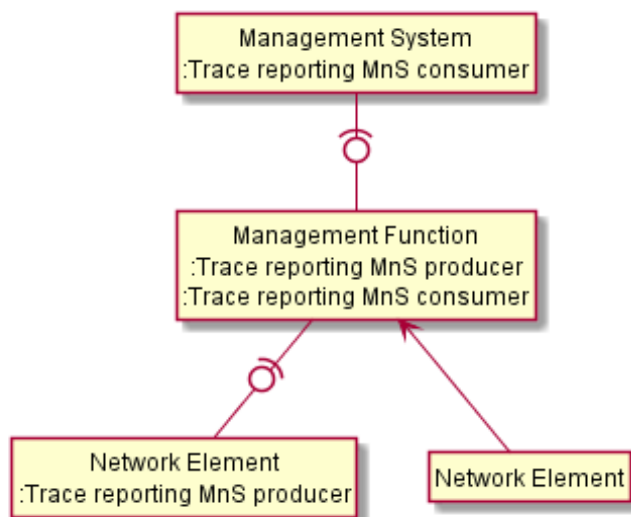 Management System
:Trace reporting MnS consumer
Management Function
:Trace reporting MnS producer
:Trace reporting MnS consumer
Network Element
:Trace reporting MnS producer
Network Element